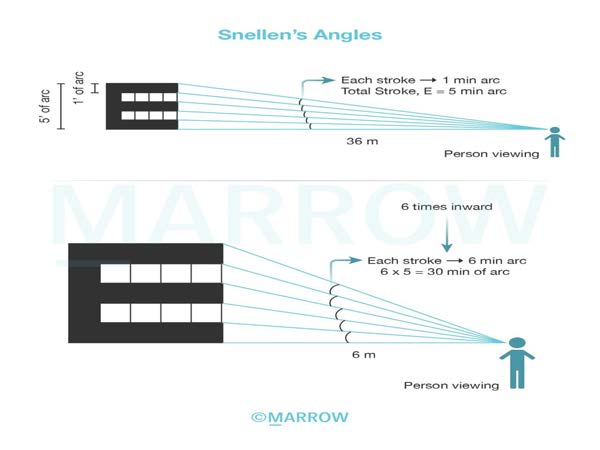 Snellen's Angles
5' of arc
1' of arc
Each stroke → 1 min arc
Total Stroke, E = 5 min arc
36 m
Person viewing
MARROW
6 times inward
Each stroke → 6 min arc
6 x 5 = 30 min of arc
6 m
Person viewing
©MARROW